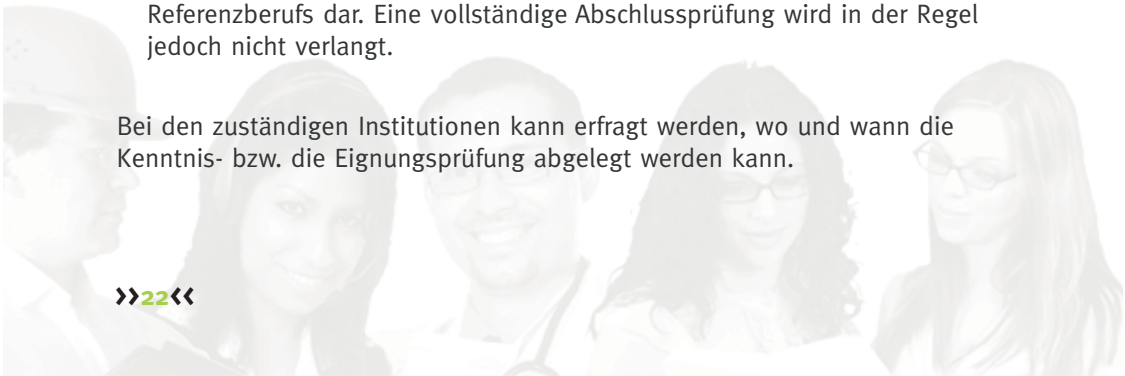 Referenzberufs dar. Eine vollständige Abschlussprüfung wird in der Regel
jedoch nicht verlangt.
Bei den zuständigen Institutionen kann erfragt werden, wo und wann die
Kenntnis- bzw. die Eignungsprüfung abgelegt werden kann.
>>22<<